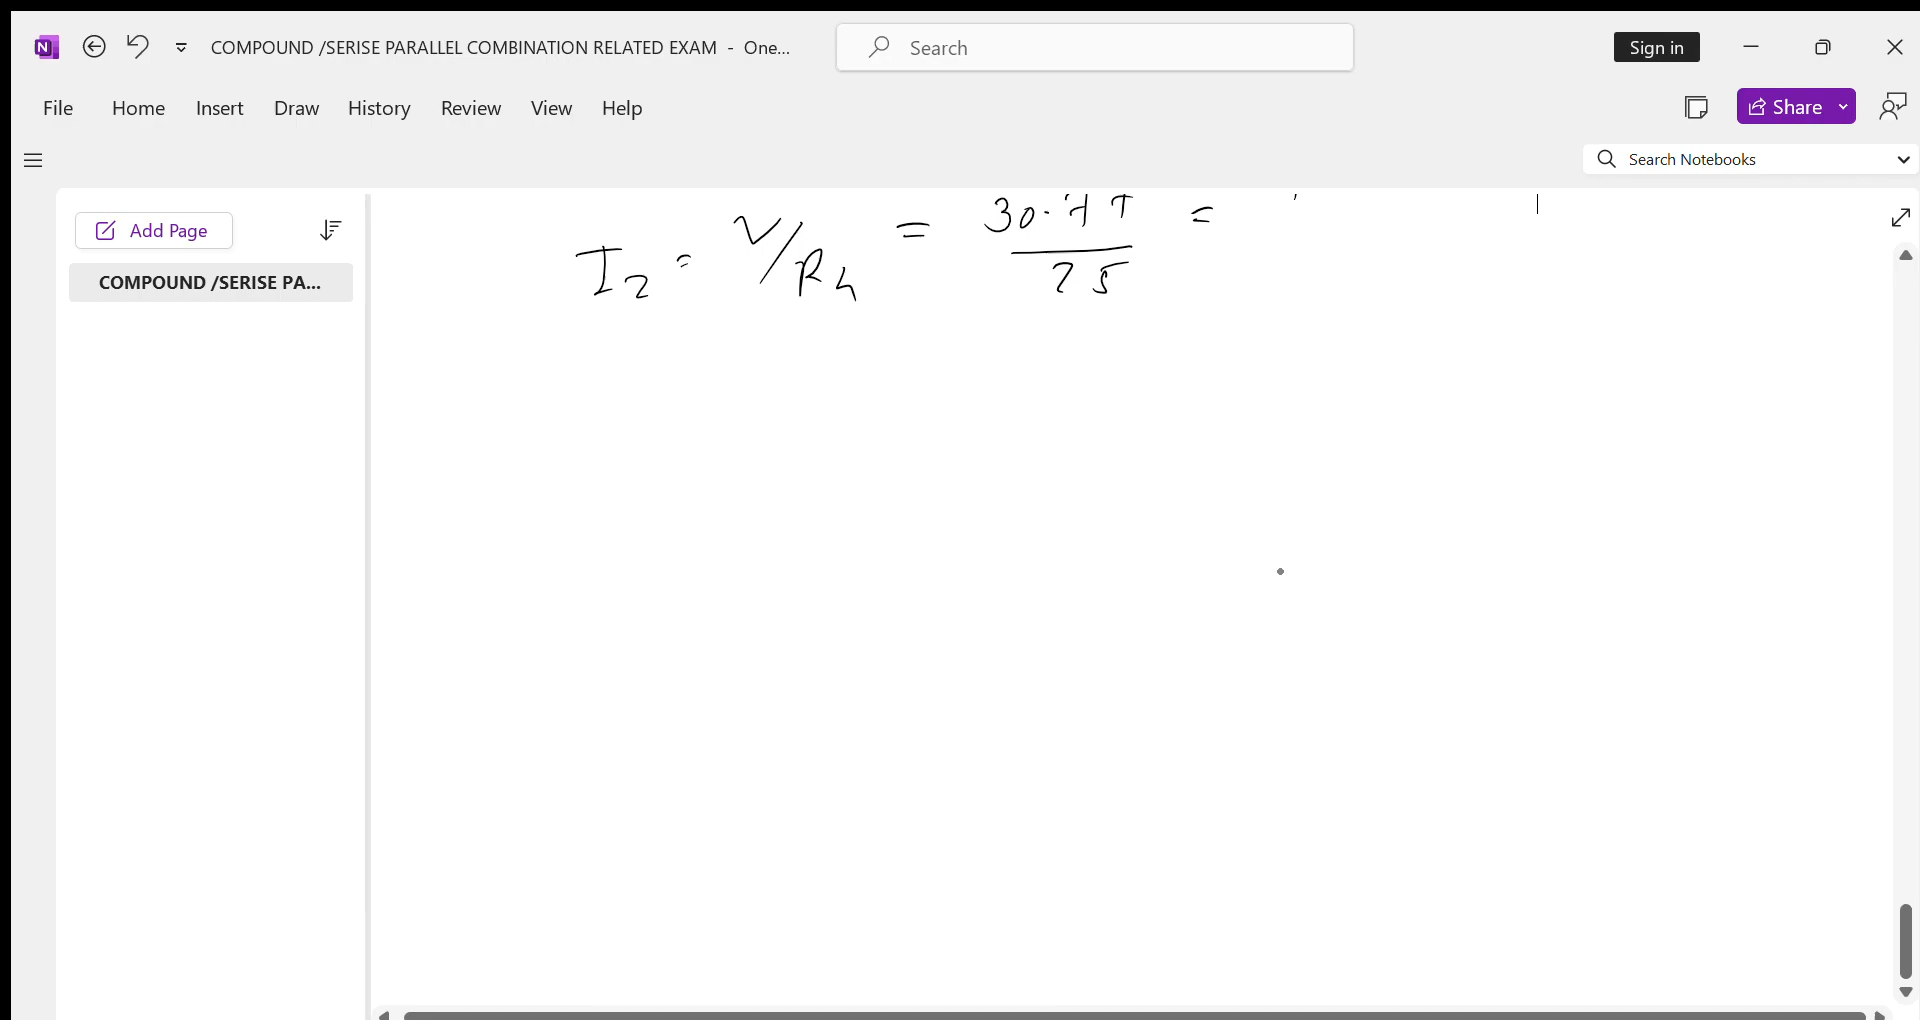 COMPOUND /SERISE PARALLEL COMBINATION RELATED EXAM - One...
Search
Sign in
File Home Insert Draw History Review View Help
Share
Search Notebooks
Add Page
COMPOUND /SERISE PA...
I2 = V/R4 = 30.77 =
25